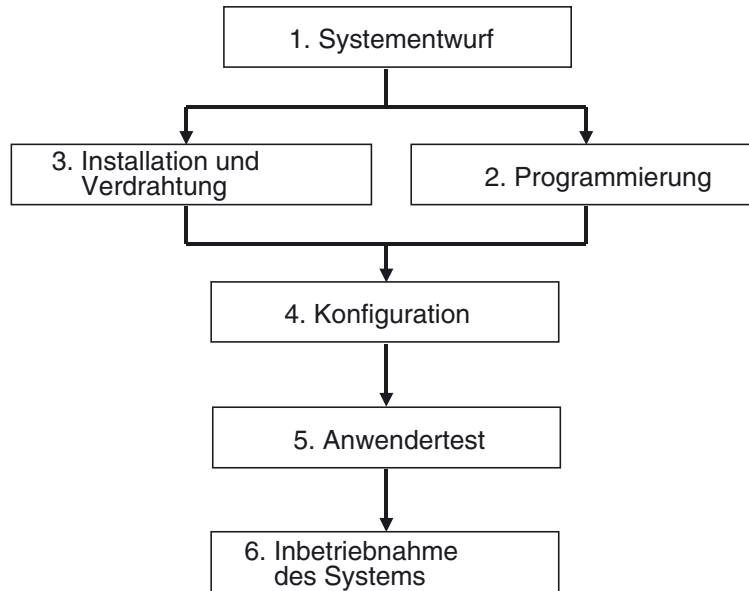 1. Systementwurf
3. Installation und
Verdrahtung
2. Programmierung
4. Konfiguration
5. Anwendertest
6. Inbetriebnahme
des Systems